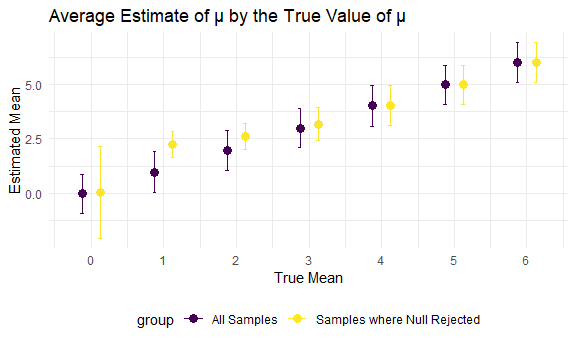 Average Estimate of μ by the True Value of μ
Estimated Mean
5.0
2.5
0.0
0 1 2 3 4 5 6
True Mean
group All Samples Samples where Null Rejected